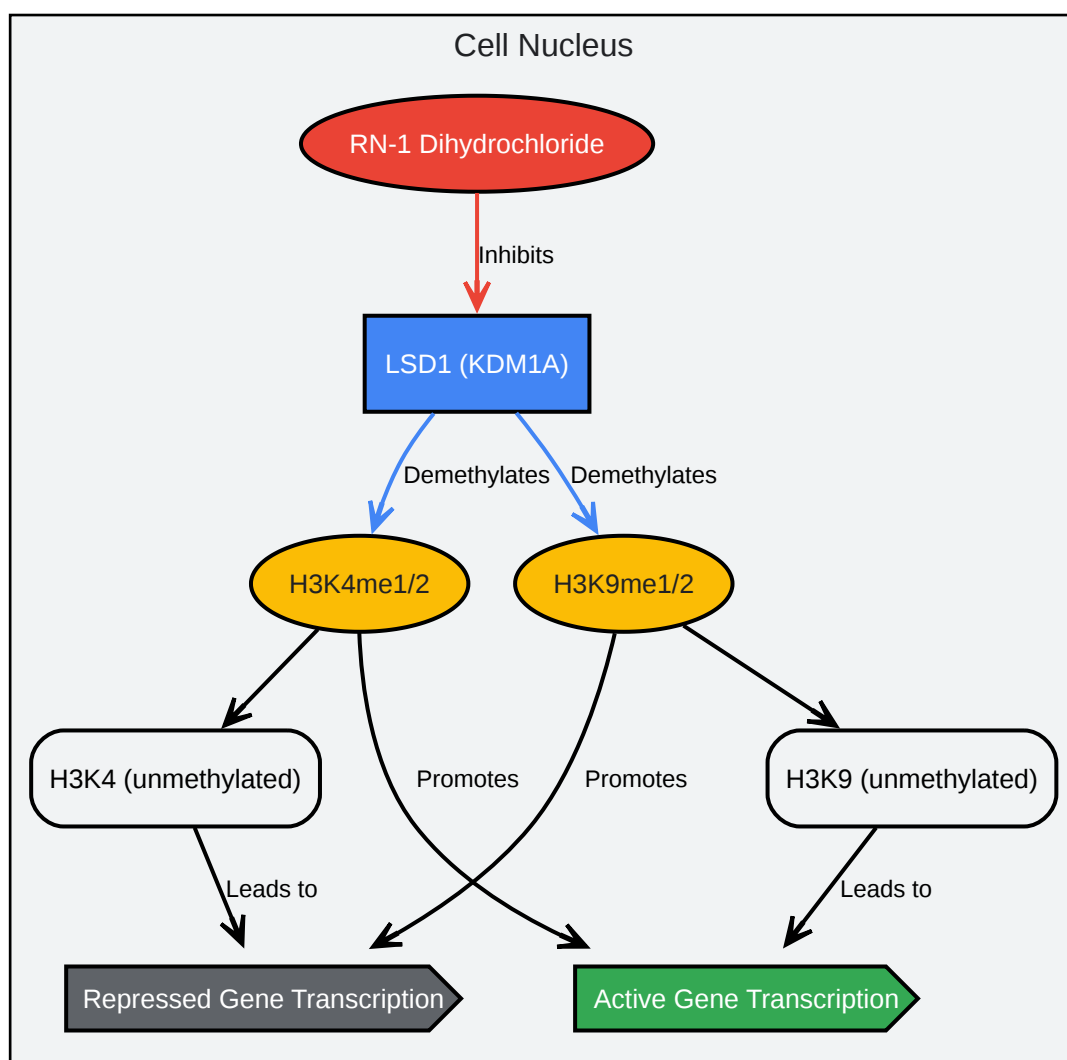 Cell Nucleus
RN-1 Dihydrochloride
Inhibits
LSD1 (KDM1A)
Demethylates
Demethylates
H3K4me1/2
H3K9me1/2
H3K4 (unmethylated)
Promotes
Promotes
H3K9 (unmethylated)
Leads to
Leads to
Repressed Gene Transcription
Active Gene Transcription